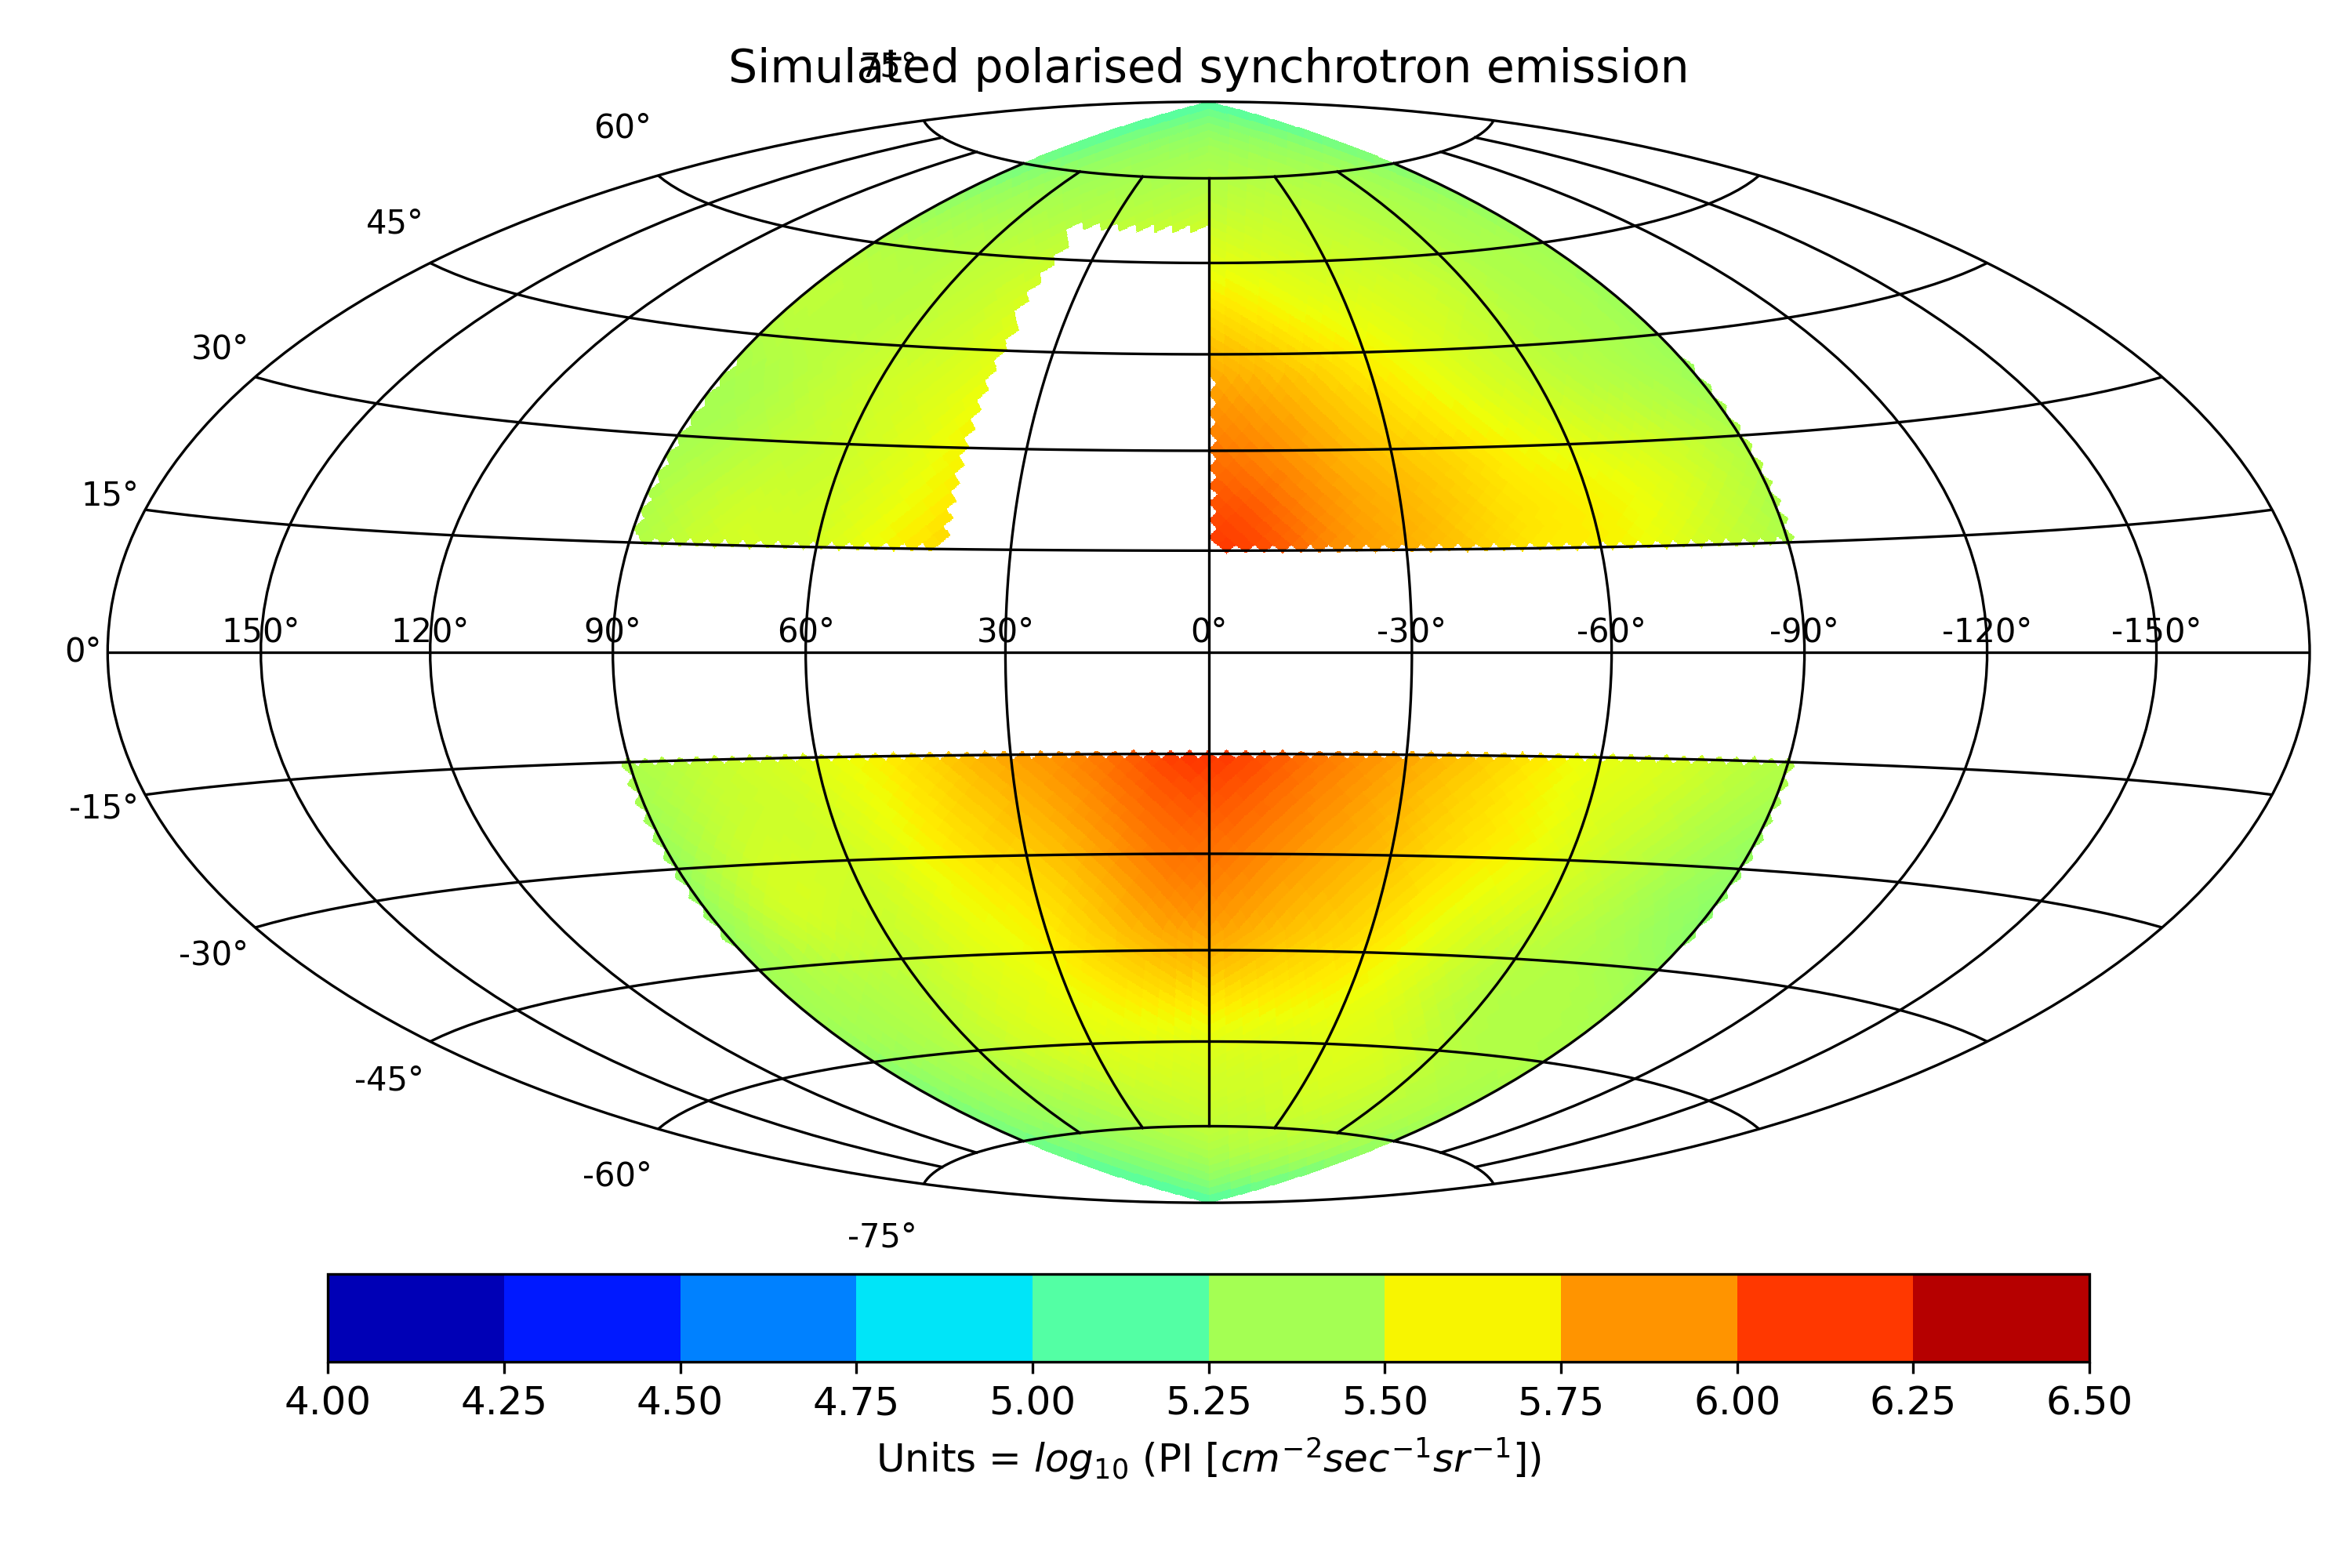 75°
Simulated polarised synchrotron emission
60°
45°
30°
15°
0° 150° 120° 90° 60° 30° 0° -30° -60° -90° -120° -150°
-15°
-30°
-45°
-60°
-75°
4.00 4.25 4.50 4.75 5.00 5.25 5.50 5.75 6.00 6.25 6.50
Units = log₁₀ (PI [cm⁻²sec⁻¹sr⁻¹])